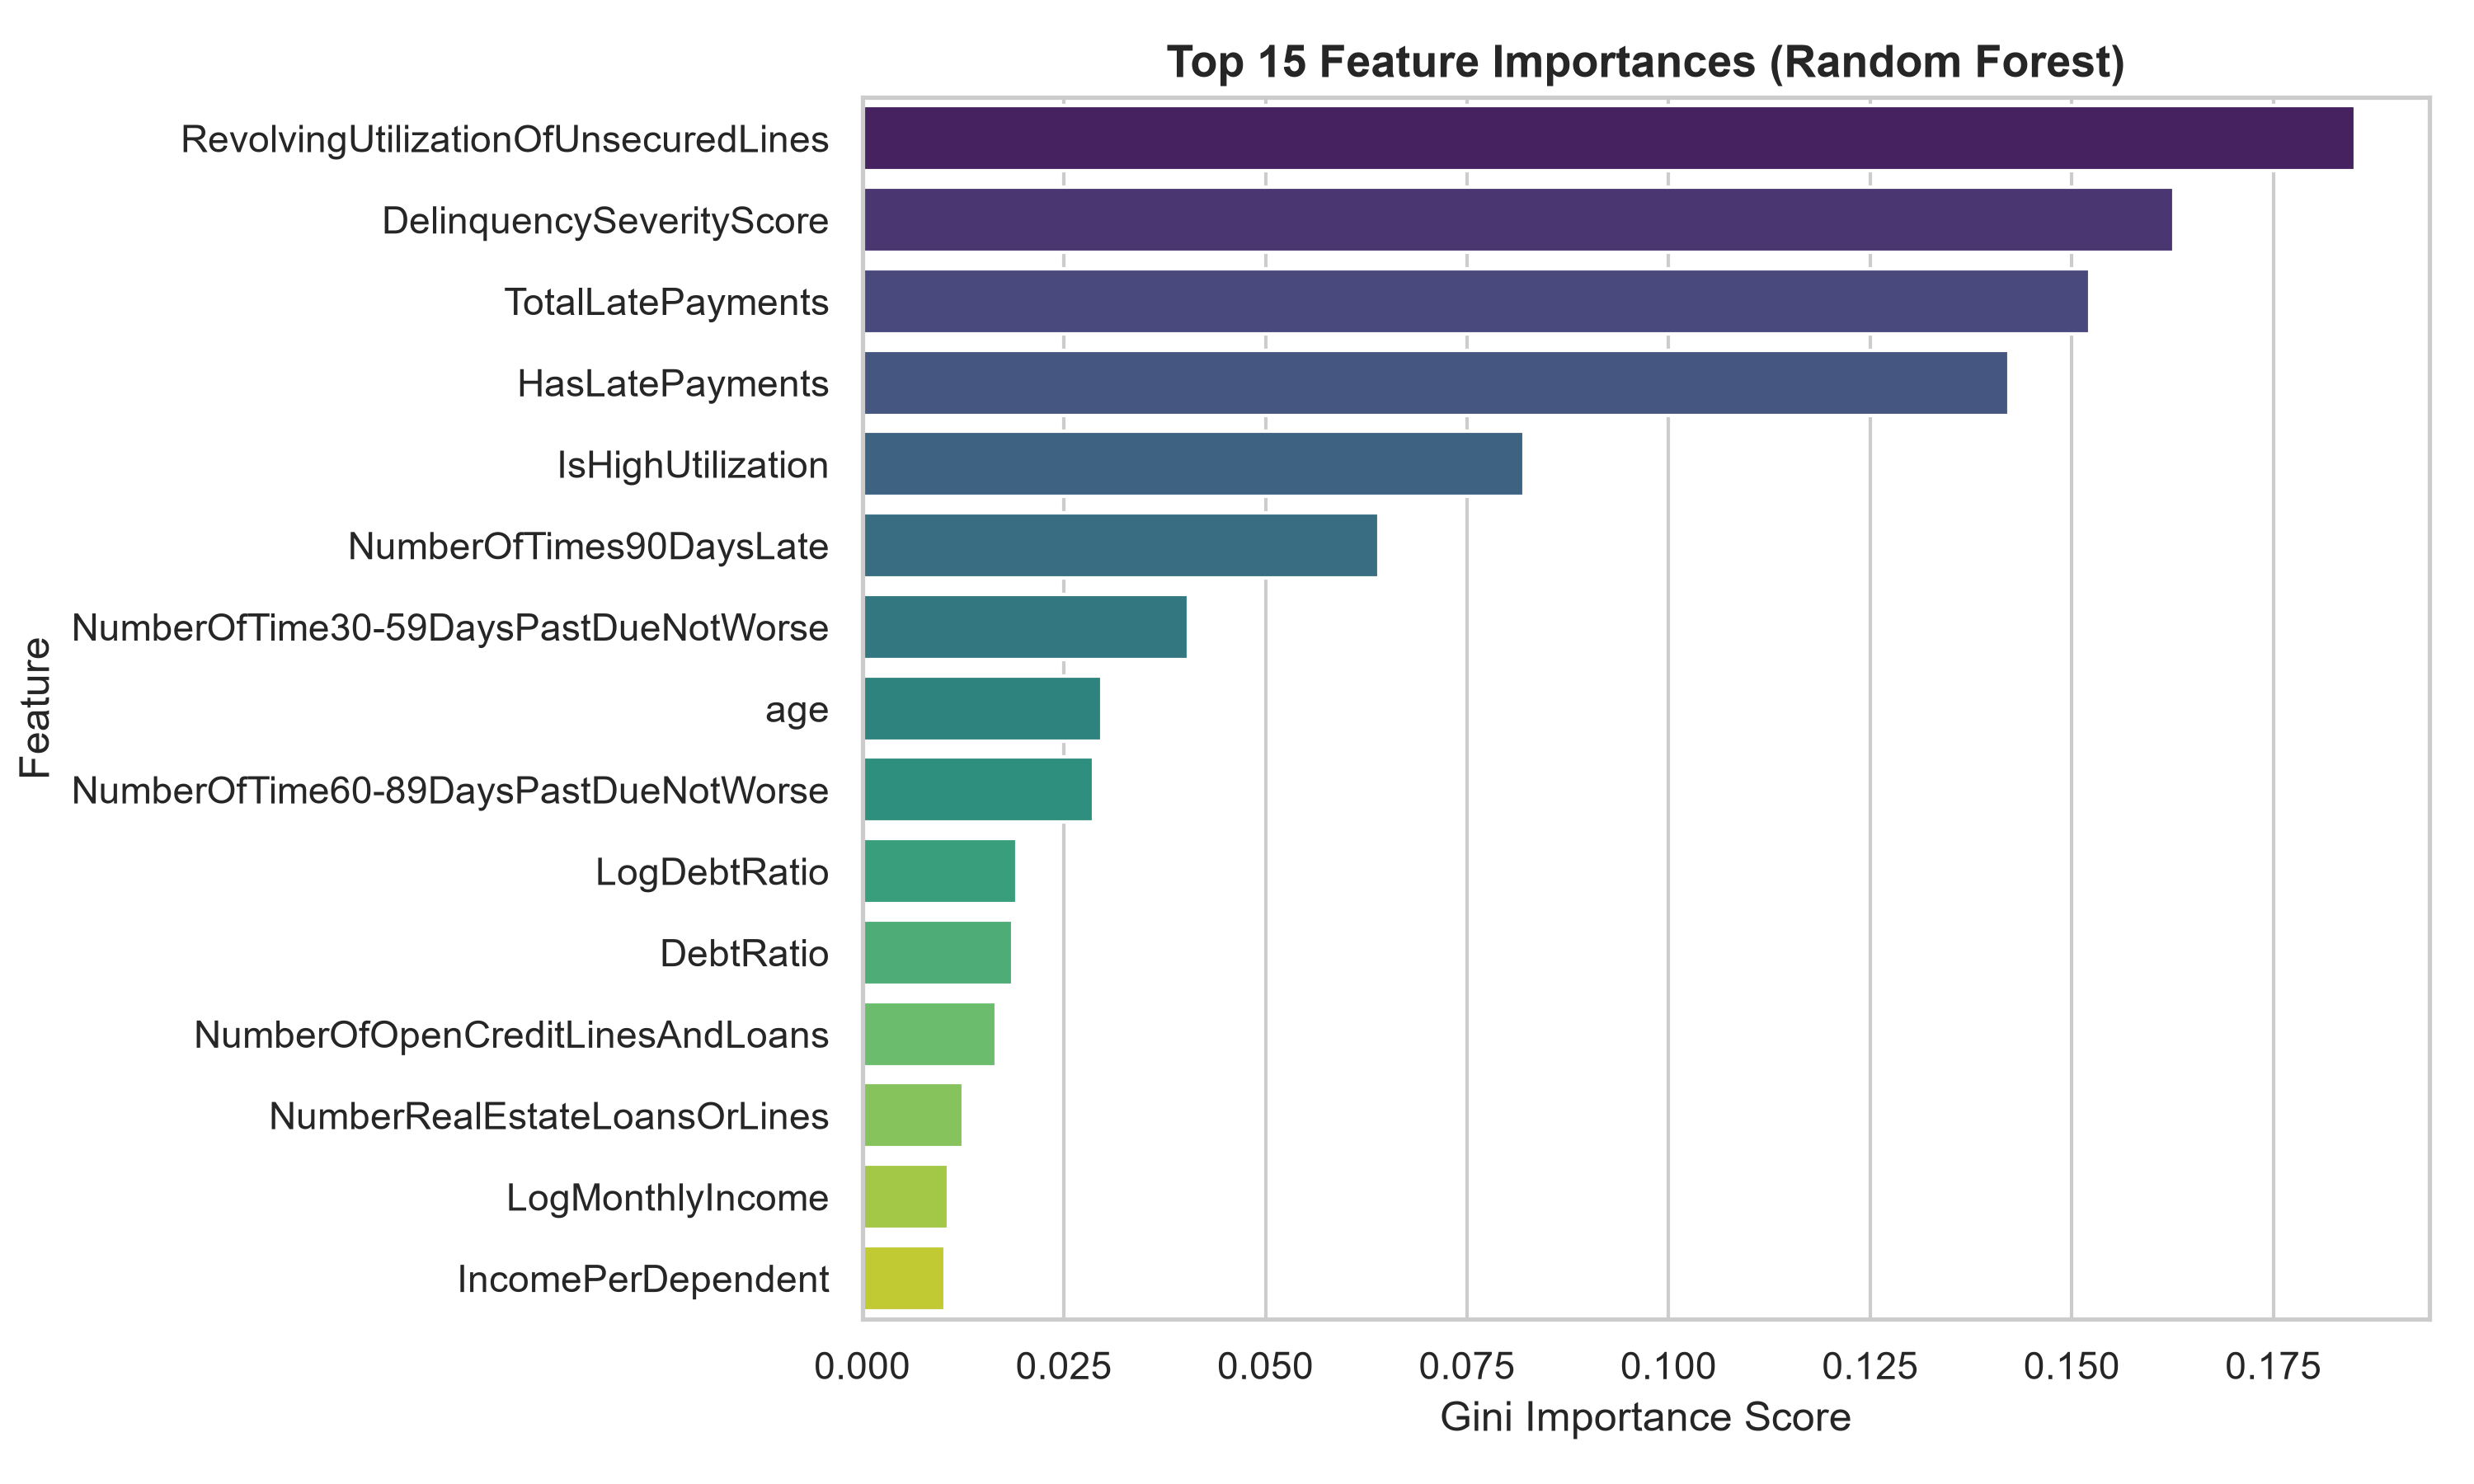 Top 15 Feature Importances (Random Forest)
Feature
RevolvingUtilizationOfUnsecuredLines
DelinquencySeverityScore
TotalLatePayments
HasLatePayments
IsHighUtilization
NumberOfTimes90DaysLate
NumberOfTime30-59DaysPastDueNotWorse
age
NumberOfTime60-89DaysPastDueNotWorse
LogDebtRatio
DebtRatio
NumberOfOpenCreditLinesAndLoans
NumberRealEstateLoansOrLines
LogMonthlyIncome
IncomePerDependent
0.000 0.025 0.050 0.075 0.100 0.125 0.150 0.175
Gini Importance Score